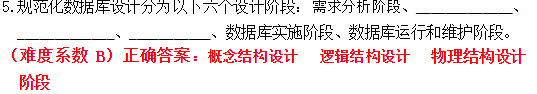 5.规范化数据库设计分为以下六个设计阶段：需求分析阶段、____________、
____________、__________、数据库实施阶段、数据库运行和维护阶段。
（难度系数 B）正确答案：概念结构设计 逻辑结构设计 物理结构设计
阶段